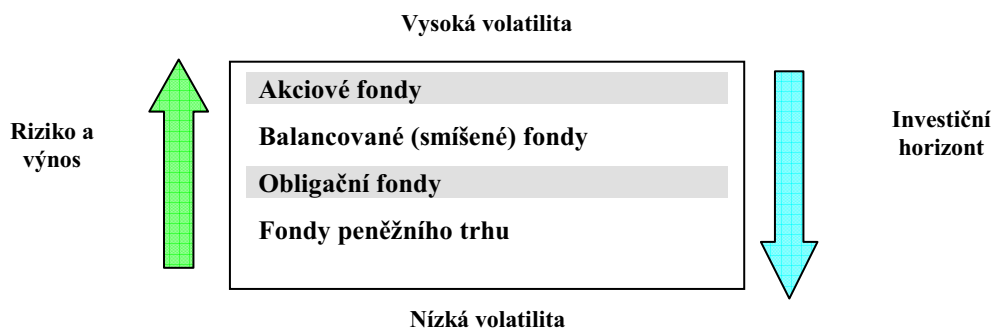 Vysoká volatilita
Riziko a
výnos
Akciové fondy
Balancované (smíšené) fondy
Obligační fondy
Fondy peněžního trhu
Investiční
horizont
Nízká volatilita